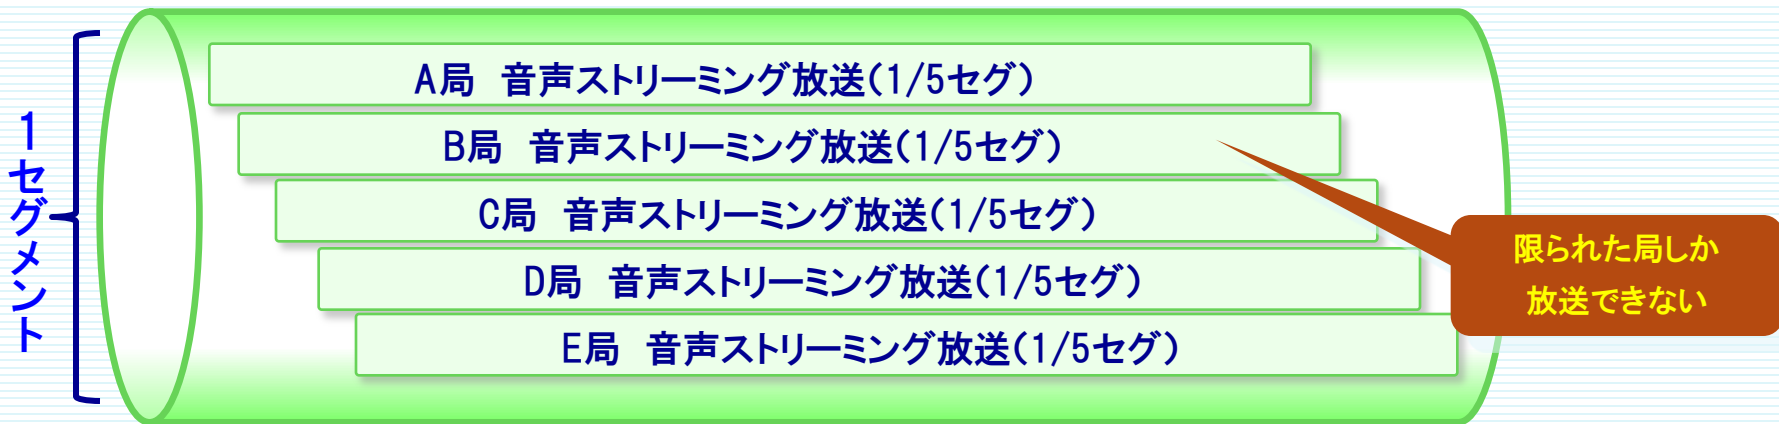 1セグメント
A局 音声ストリーミング放送(1/5セグ)
B局 音声ストリーミング放送(1/5セグ)
C局 音声ストリーミング放送(1/5セグ)
D局 音声ストリーミング放送(1/5セグ)
E局 音声ストリーミング放送(1/5セグ)
限られた局しか
放送できない